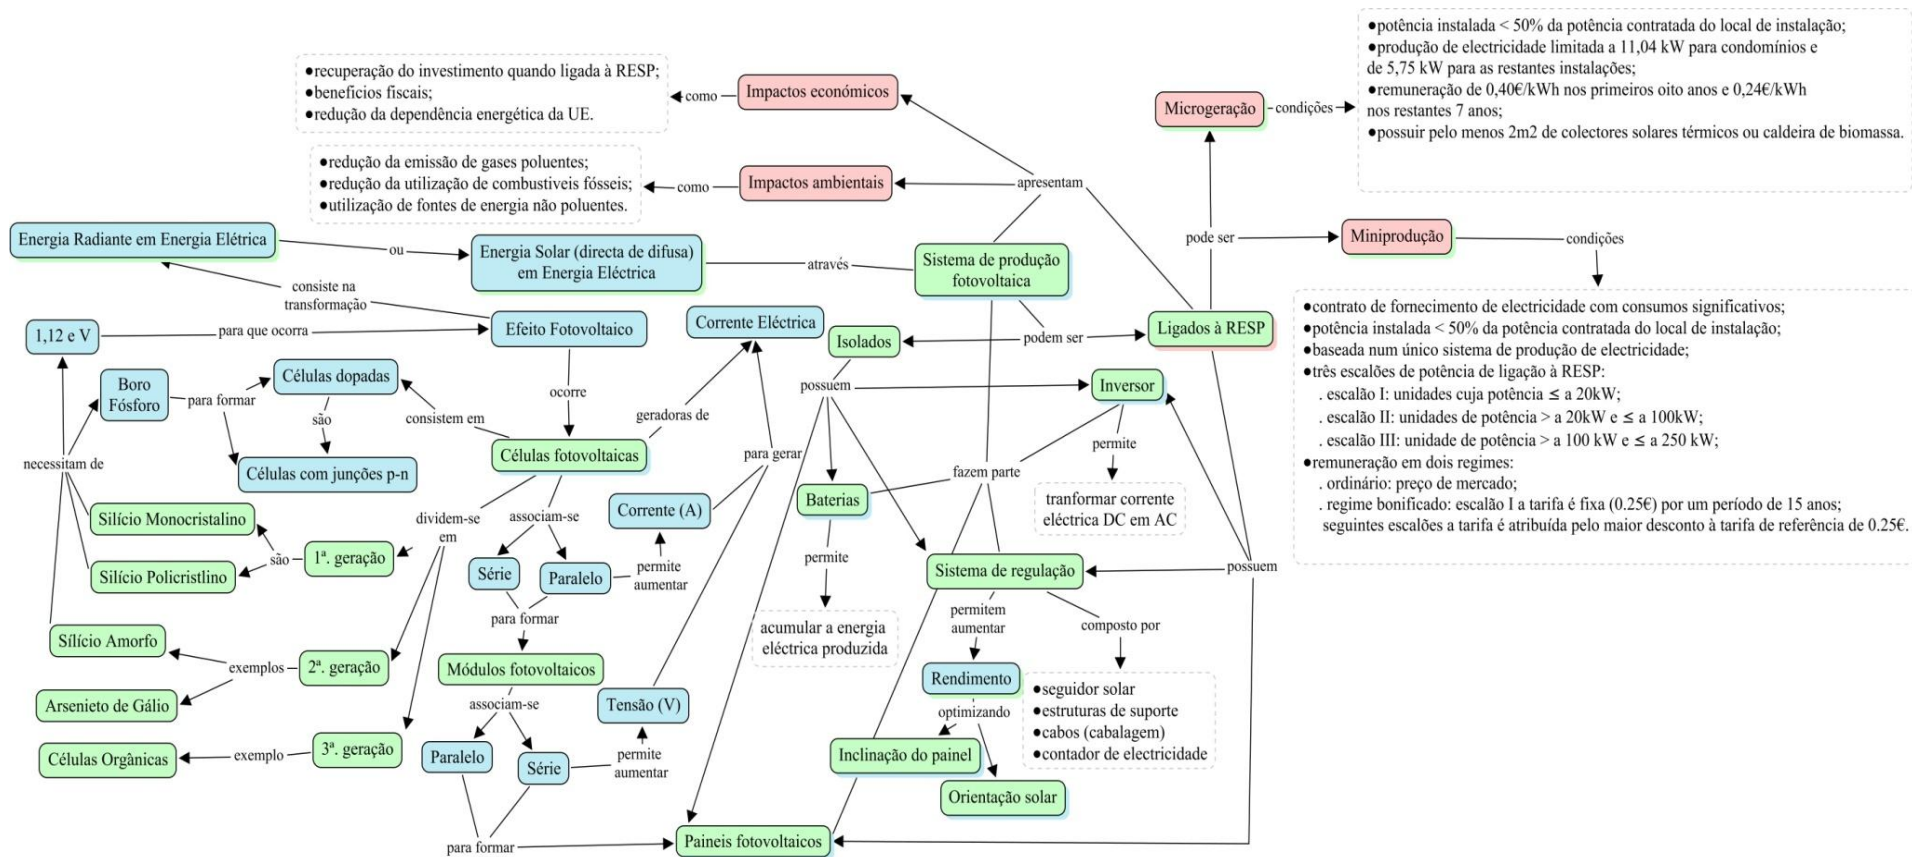 ●potência instalada < 50% da potência contratada do local de instalação;
●produção de electricidade limitada a 11,04 kW para condomínios e
de 5,75 kW para as restantes instalações;
●remuneração de 0,40€/kWh nos primeiros oito anos e 0,24€/kWh
nos restantes 7 anos;
●possuir pelo menos 2m2 de colectores solares térmicos ou caldeira de biomassa.
●recuperação do investimento quando ligada à RESP;
●benefícios fiscais;
●redução da dependência energética da UE.
como
Impactos económicos
Microgeração
condições
●redução da emissão de gases poluentes;
●redução da utilização de combustiveis fósseis;
●utilização de fontes de energia não poluentes.
como
Impactos ambientais
apresentam
Energia Radiante em Energia Elétrica
ou
Energia Solar (directa de difusa)
em Energia Eléctrica
através
Sistema de produção
fotovoltaica
pode ser
Miniprodução
condições
consiste na
transformação
1,12 e V
para que ocorra
Efeito Fotovoltaico
Corrente Eléctrica
Isolados
podem ser
Ligados à RESP
●contrato de fornecimento de electricidade com consumos significativos;
●potência instalada < 50% da potência contratada do local de instalação;
●baseada num único sistema de produção de electricidade;
●três escalões de potência de ligação à RESP:
. escalão I: unidades cuja potência ≤ a 20kW;
. escalão II: unidades de potência > a 20kW e ≤ a 100kW;
. escalão III: unidade de potência > a 100 kW e ≤ a 250 kW;
●remuneração em dois regimes:
. ordinário: preço de mercado;
. regime bonificado: escalão I a tarifa é fixa (0.25€) por um período de 15 anos;
seguintes escalões a tarifa é atribuída pelo maior desconto à tarifa de referência de 0.25€.
Boro
Fósforo
para formar
Células dopadas
são
consistem em
ocorre
geradoras de
possuem
Inversor
permite
necessitam de
Células com junções p-n
Células fotovoltaicas
para gerar
fazem parte
tranformar corrente
eléctrica DC em AC
Silício Monocristalino
dividem-se
em
associam-se
Corrente (A)
Baterias
são
1ª. geração
Silício Policristlino
Série
Paralelo
permite
aumentar
permite
Sistema de regulação
possuem
para formar
acumular a energia
eléctrica produzida
permitem
aumentar
composto por
Sílício Amorfo
exemplos
2ª. geração
Módulos fotovoltaicos
Arsenieto de Gálio
associam-se
Tensão (V)
Rendimento
optimizando
●seguidor solar
●estruturas de suporte
●cabos (cabalagem)
●contador de electricidade
Células Orgânicas
exemplo
3ª. geração
Paralelo
Série
permite
aumentar
Inclinação do painel
Orientação solar
para formar
Paineis fotovoltaicos